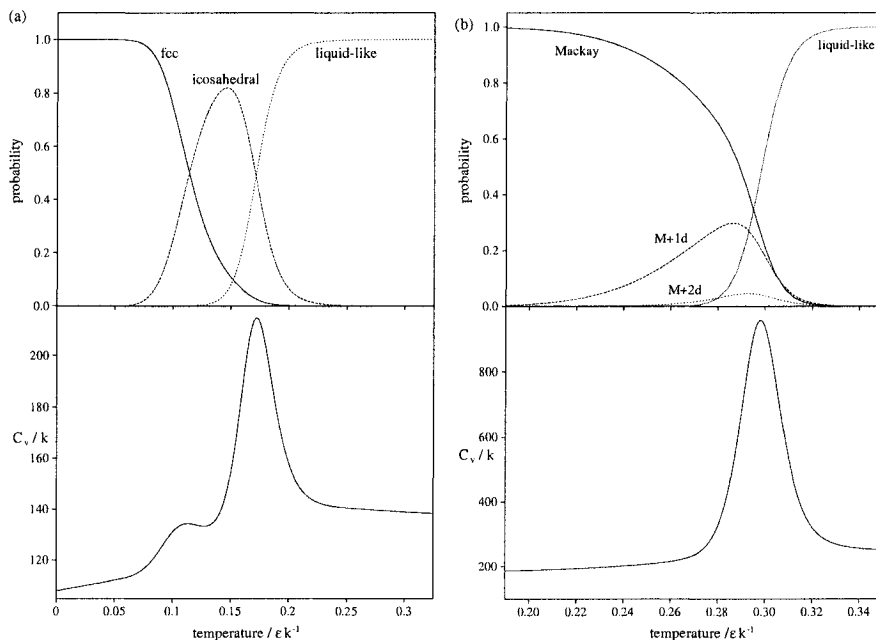 (a)
1.0
0.8
0.6
0.4
0.2
0.0
probability
fcc
icosahedral
liquid-like
200
180
160
140
120
C_v / k
0
0.05
0.1
0.15
0.2
0.25
0.3
temperature / ε k⁻¹
(b)
1.0
0.8
0.6
0.4
0.2
0.0
probability
Mackay
liquid-like
M+1d
M+2d
800
600
400
200
C_v / k
0.20
0.22
0.24
0.26
0.28
0.30
0.32
0.34
temperature / ε k⁻¹